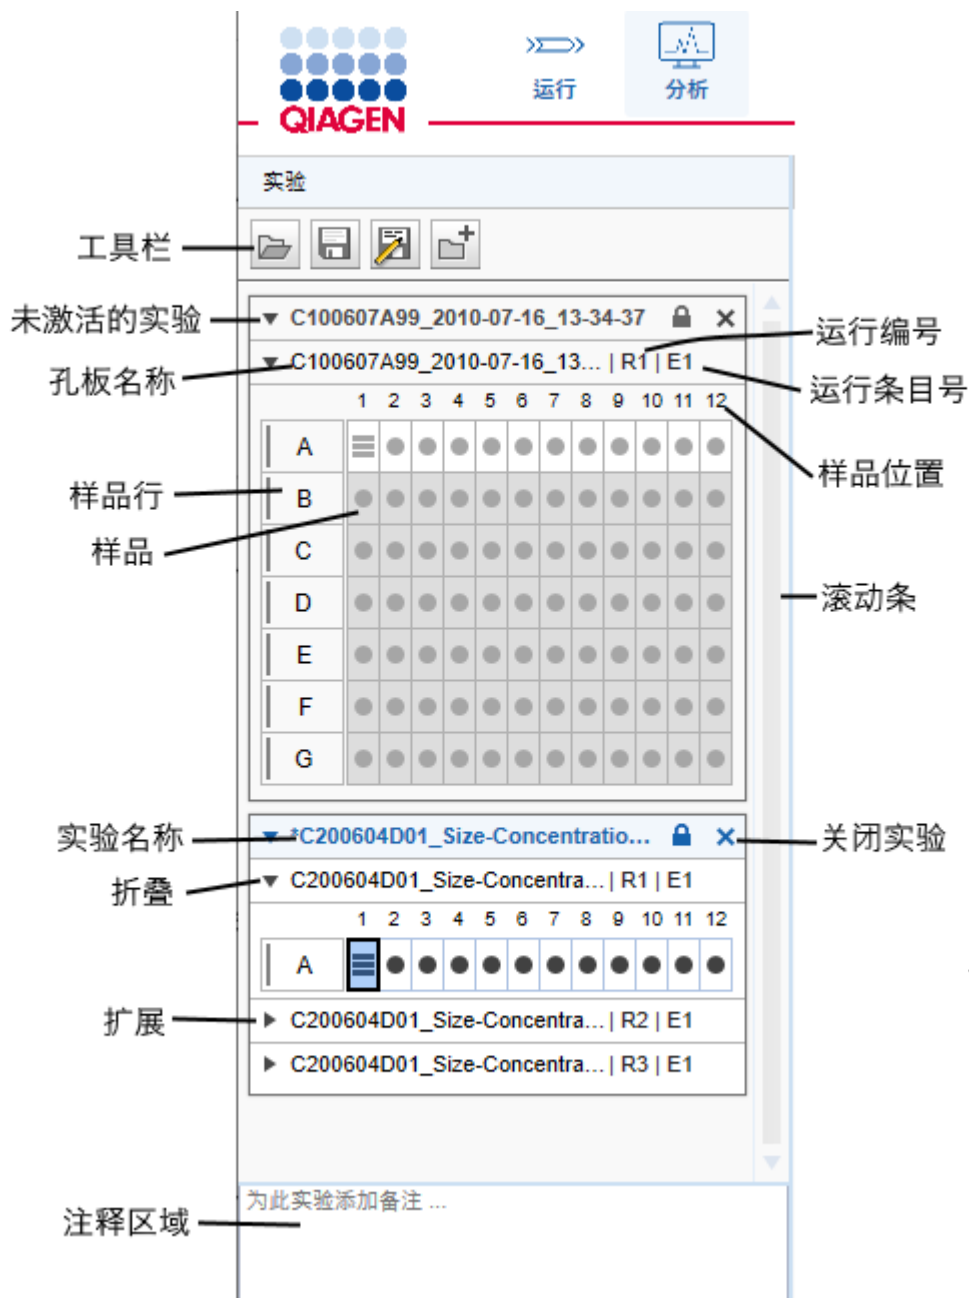 QIAGEN
运行
分析
实验
工具栏
未激活的实验
C100607A99_2010-07-16_13-34-37
运行编号
孔板名称
C100607A99_2010-07-16_13... | R1 | E1
运行条目号
1 2 3 4 5 6 7 8 9 10 11 12
A
样品位置
样品行
B
样品
C
D
滚动条
E
F
G
实验名称
*C200604D01_Size-Concentratio...
关闭实验
折叠
C200604D01_Size-Concentra... | R1 | E1
1 2 3 4 5 6 7 8 9 10 11 12
A
扩展
C200604D01_Size-Concentra... | R2 | E1
C200604D01_Size-Concentra... | R3 | E1
为此实验添加备注 ...
注释区域